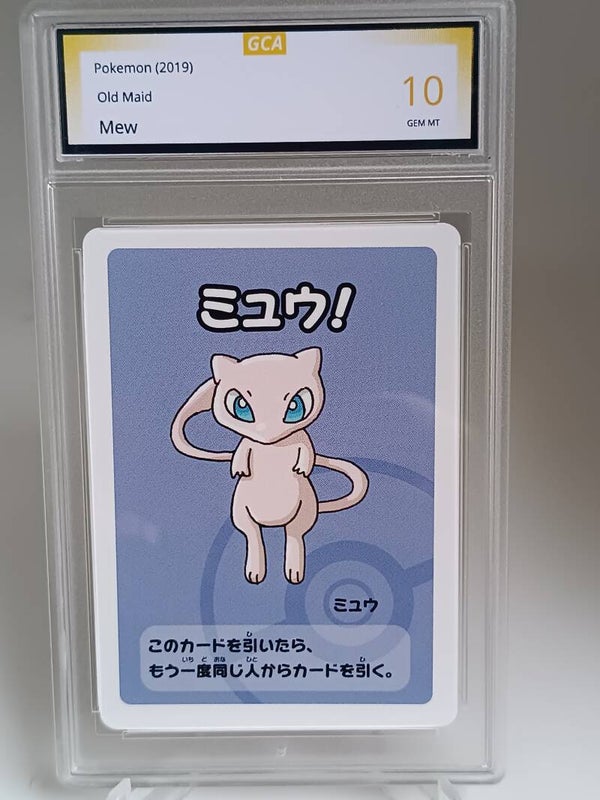 GCA
Pokemon (2019)
Old Maid
Mew
10
GEM MT
ミュウ!
ミュウ
このカードを引いたら、
もう一度同じ人からカードを引く。